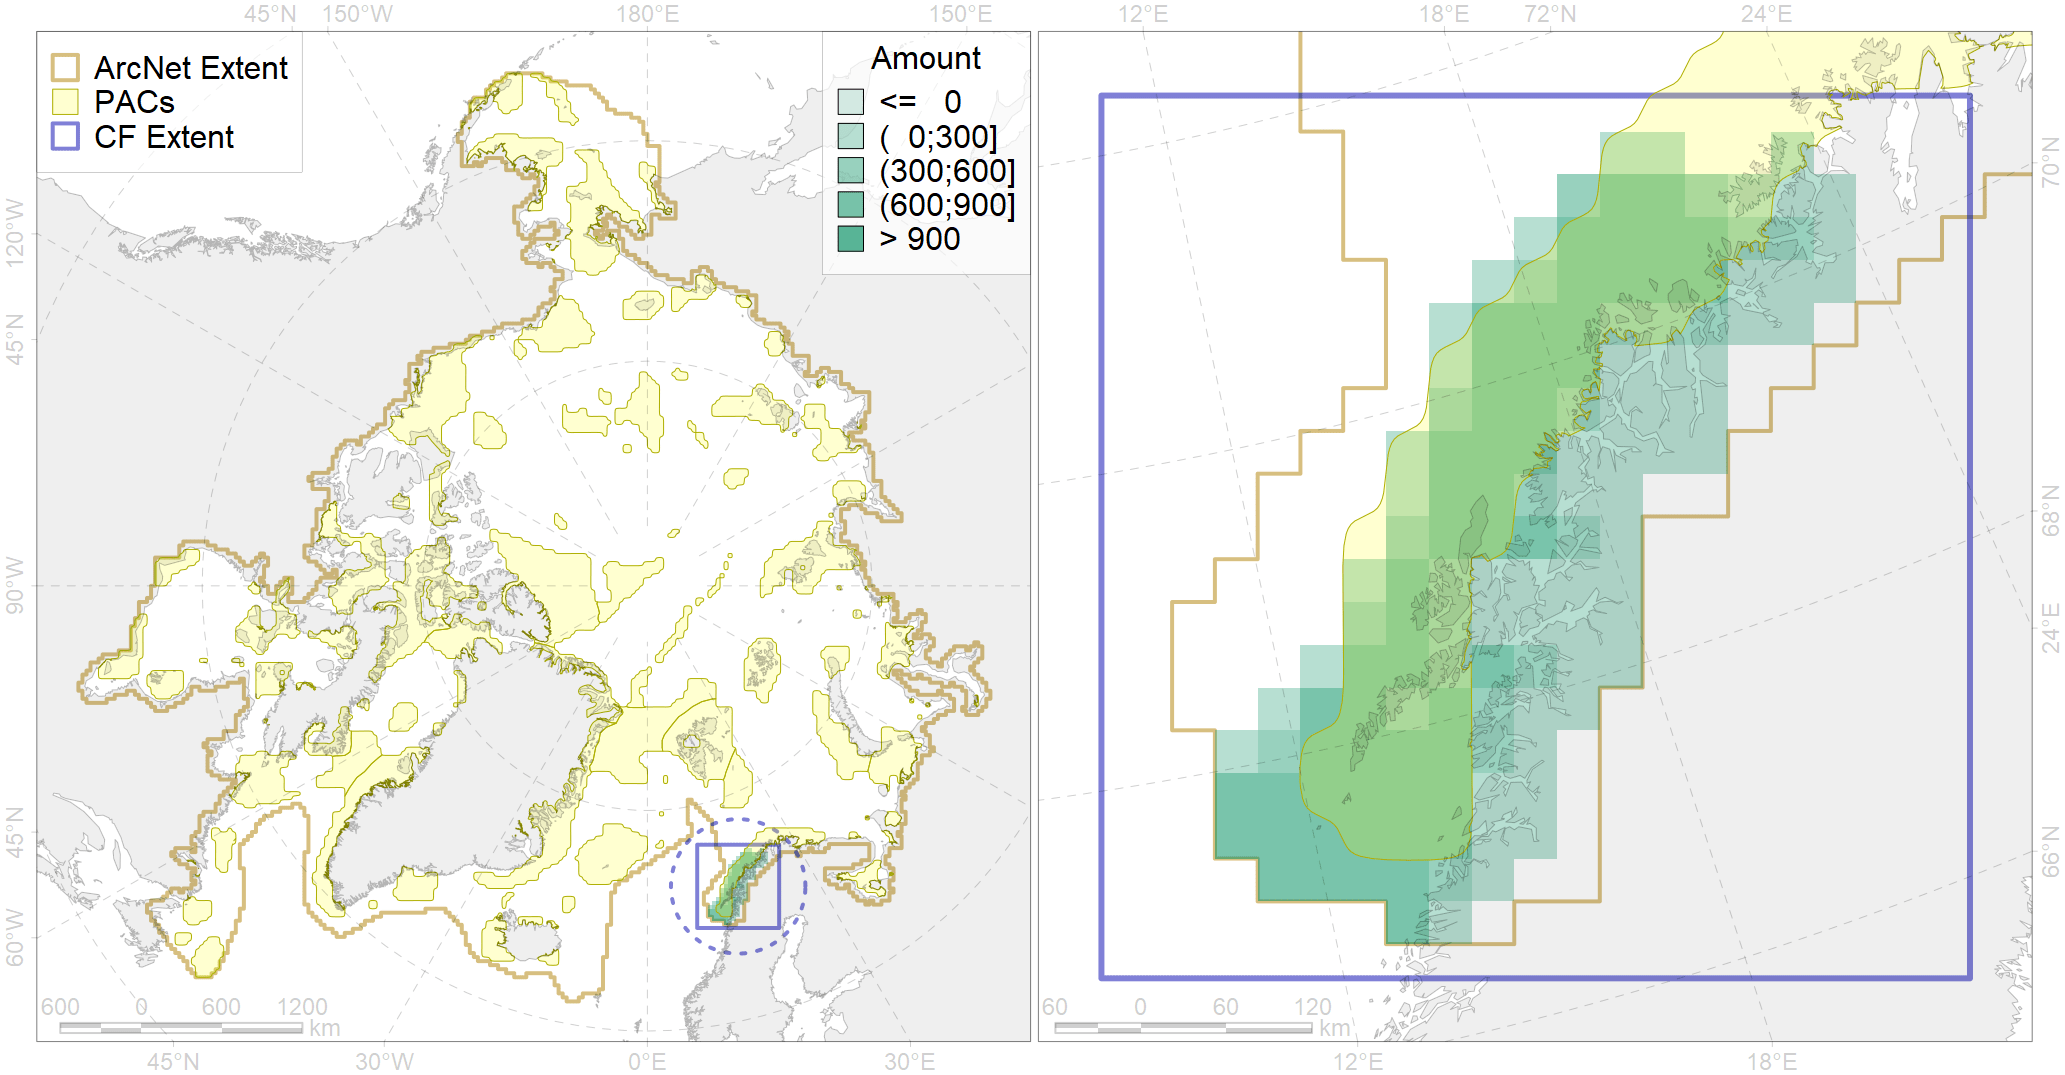 45°N 150°W 180°E 150°E 12°E 18°E 72°N 24°E
ArcNet Extent
PACs
CF Extent
Amount
<= 0
( 0;300]
(300;600]
(600;900]
> 900
120°W
45°N
90°W
45°N
60°W
70°N
68°N
24°E
66°N
600 0 600 1200
km
60 0 60 120
km
45°N 30°W 0°E 30°E 12°E 18°E